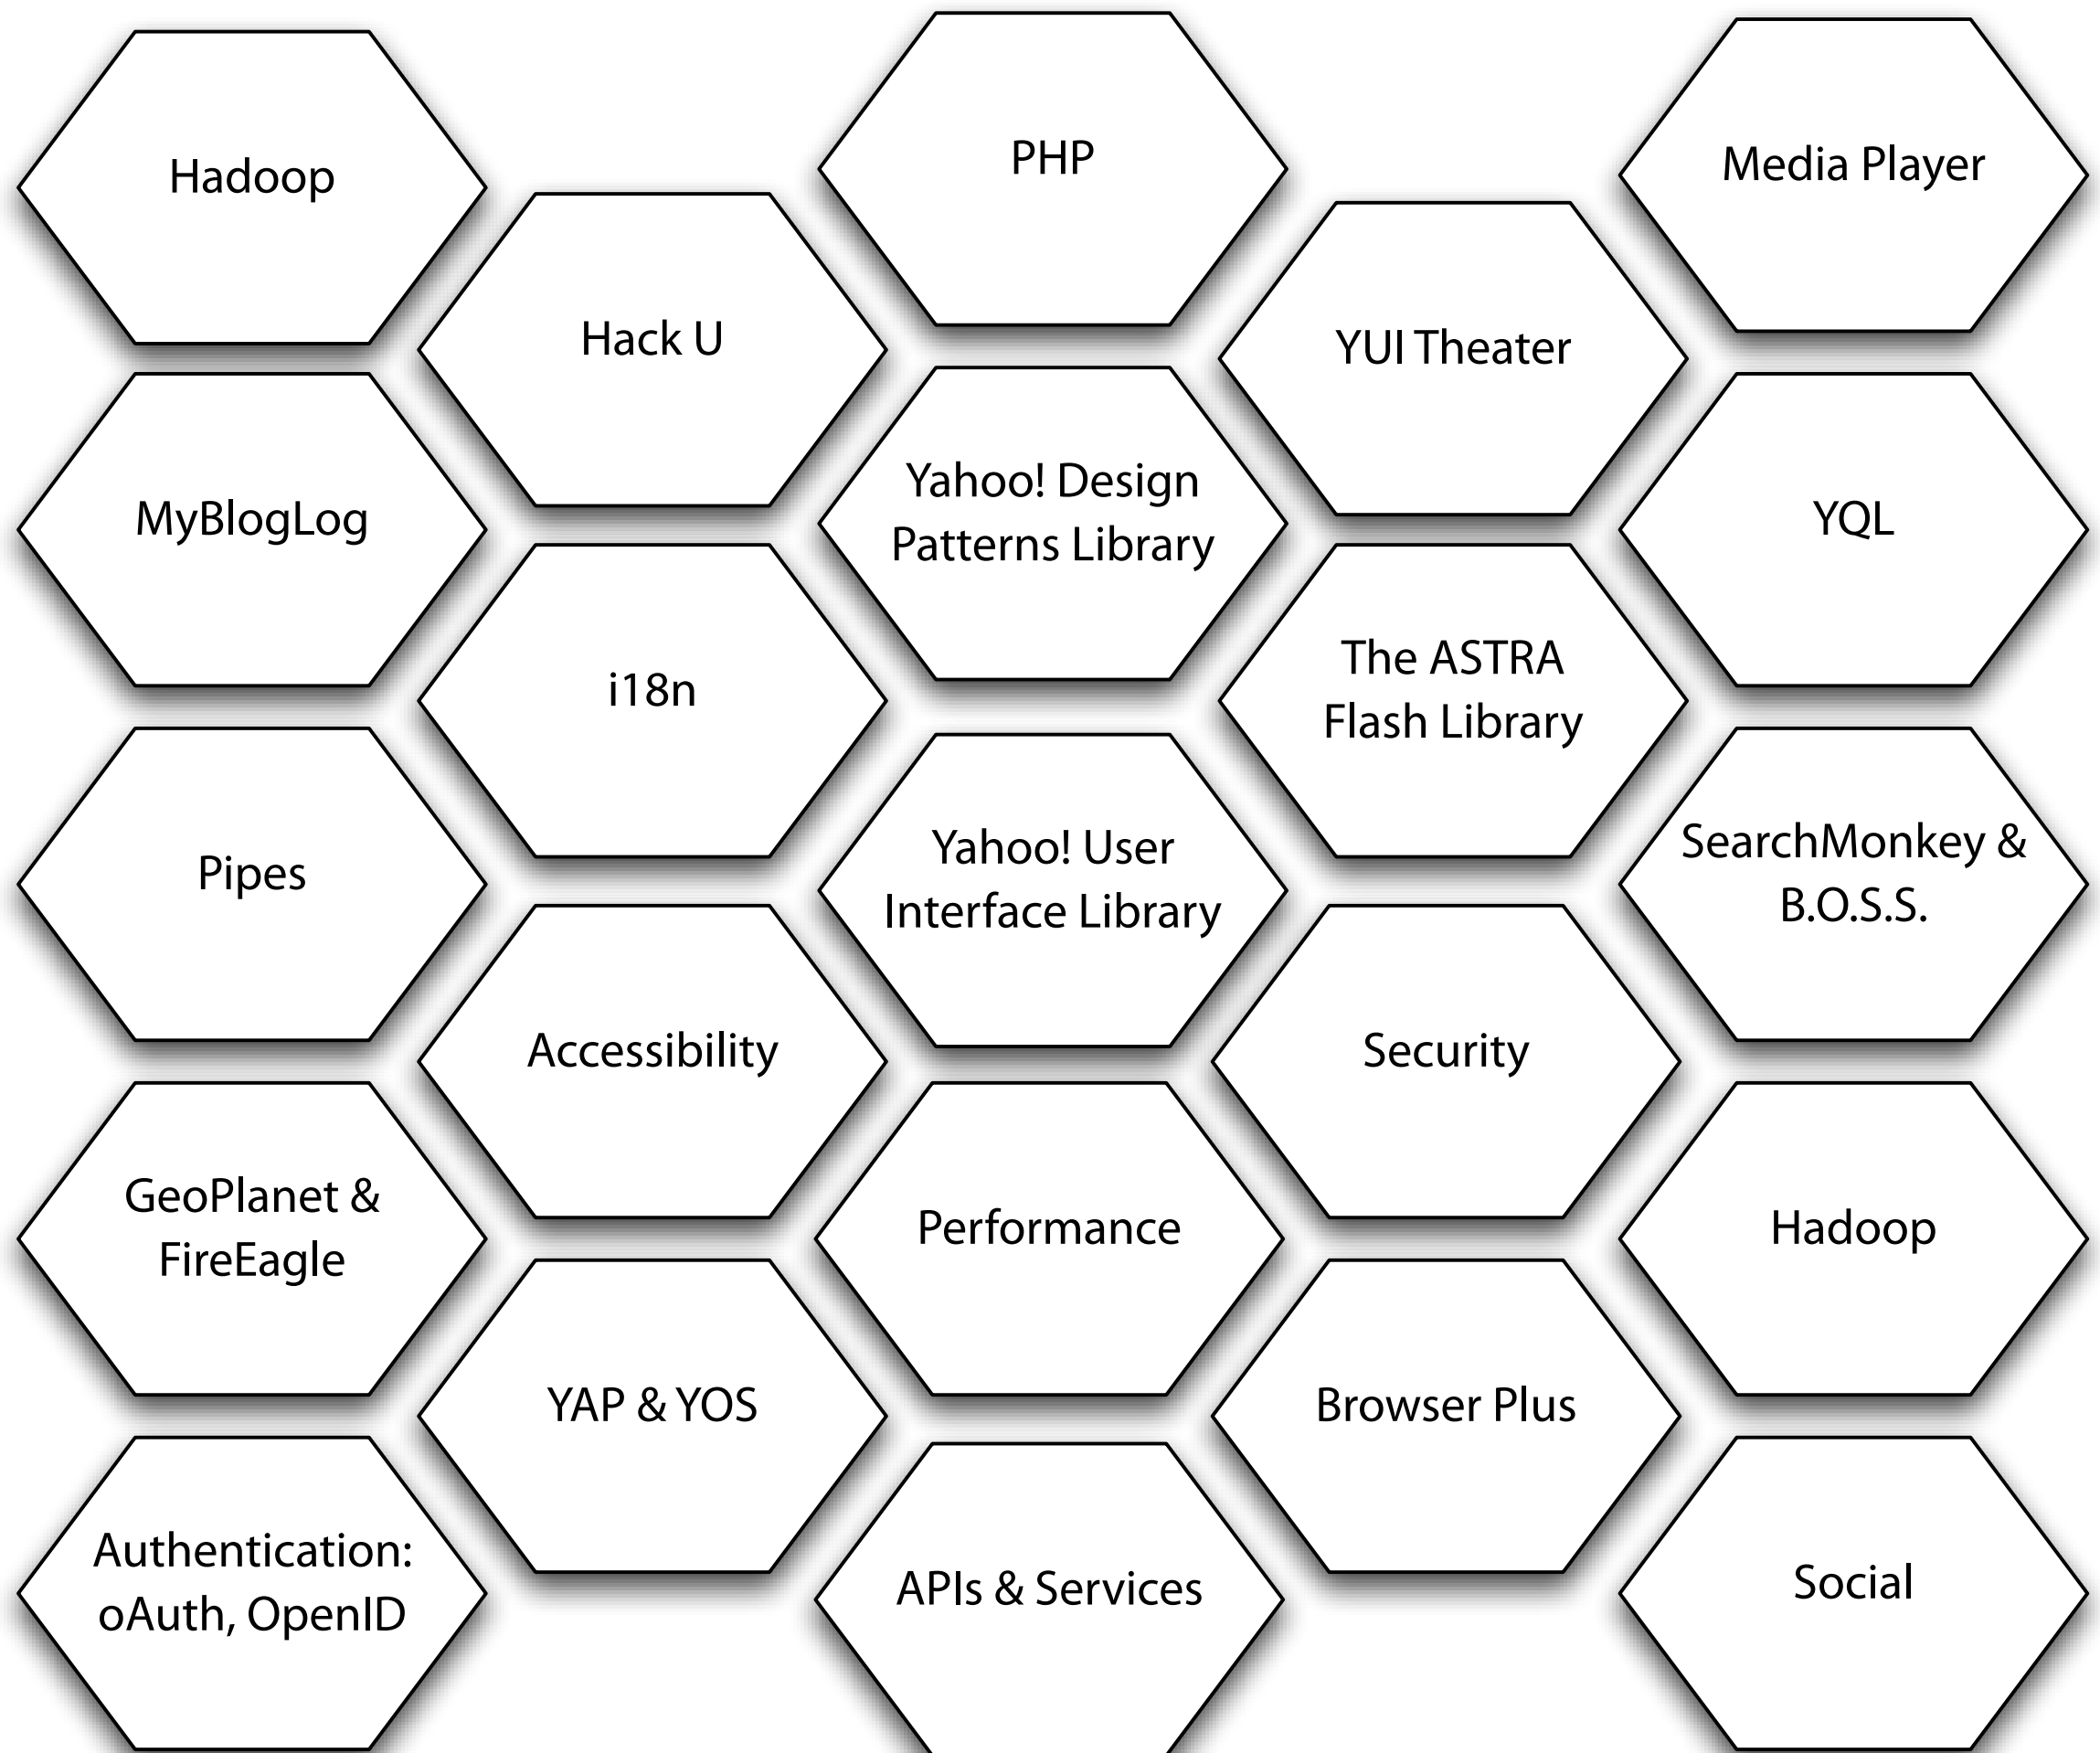 Hadoop
PHP
Media Player
Hack U
YUI Theater
MyBlogLog
Yahoo! Design
Patterns Library
YQL
i18n
The ASTRA
Flash Library
Pipes
Yahoo! User
Interface Library
SearchMonkey &
B.O.S.S.
Accessibility
Security
GeoPlanet &
FireEagle
Performance
Hadoop
YAP & YOS
Browser Plus
Authentication:
oAuth, OpenID
APIs & Services
Social